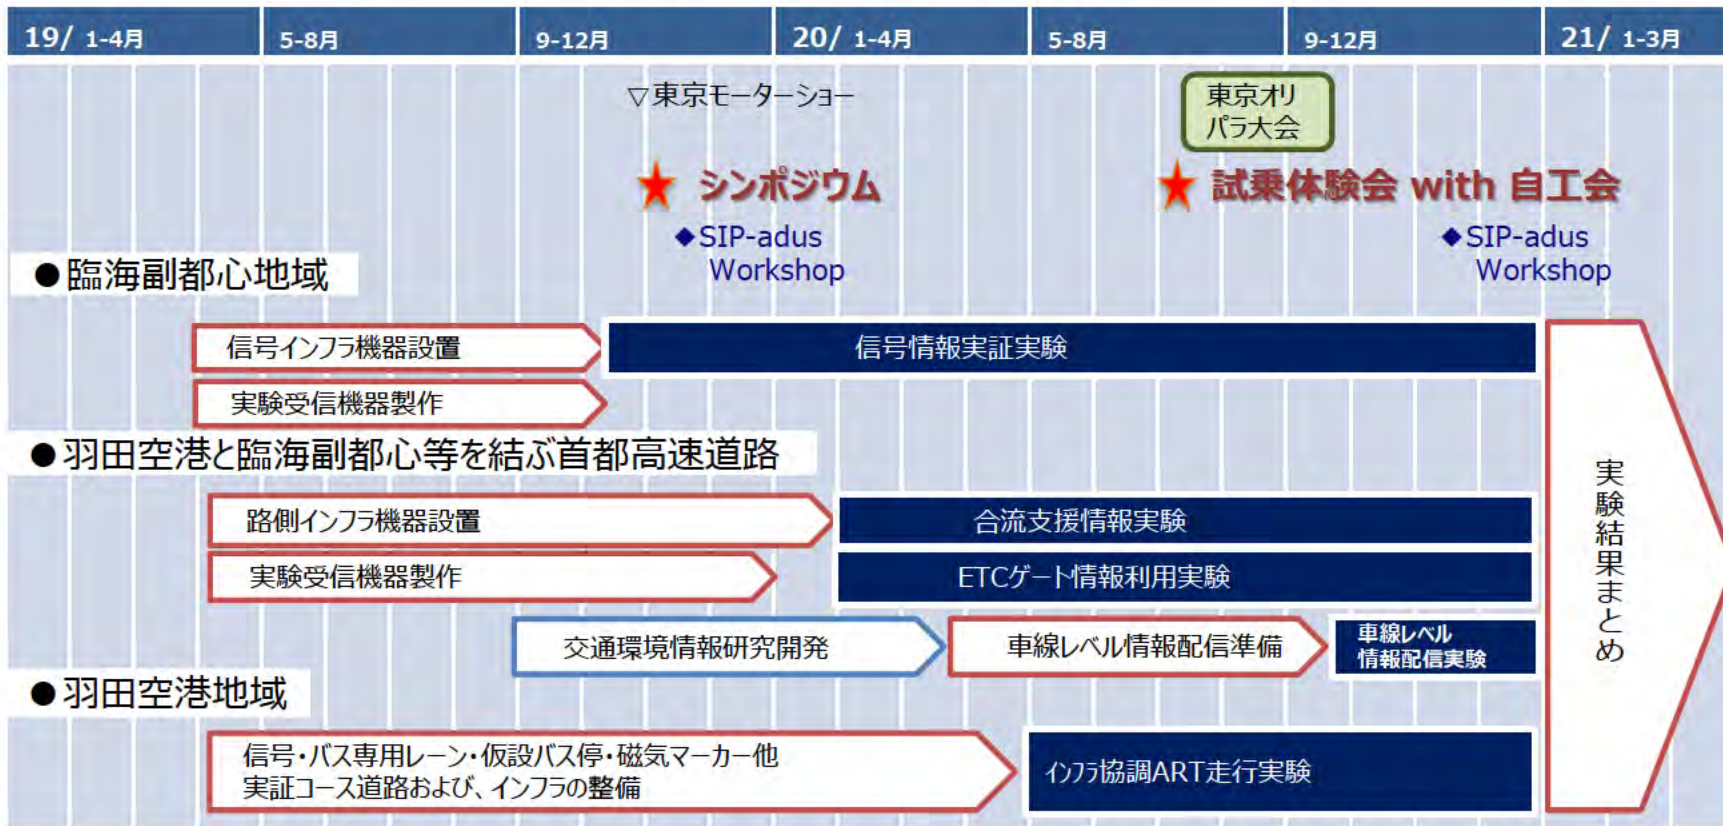 19/ 1-4月
5-8月
9-12月
20/ 1-4月
5-8月
9-12月
21/ 1-3月
▽東京モーターショー
東京オリ
パラ大会
★ シンポジウム
★ 試乗体験会 with 自工会
◆SIP-adus
Workshop
◆SIP-adus
Workshop
●臨海副都心地域
信号インフラ機器設置
信号情報実証実験
実験受信機器製作
●羽田空港と臨海副都心等を結ぶ首都高速道路
路側インフラ機器設置
合流支援情報実験
実験受信機器製作
ETCゲート情報利用実験
交通環境情報研究開発
車線レベル情報配信準備
車線レベル
情報配信実験
●羽田空港地域
信号・バス専用レーン・仮設バス停・磁気マーカー他
実証コース道路および、インフラの整備
インフラ協調ART走行実験
実験結果まとめ